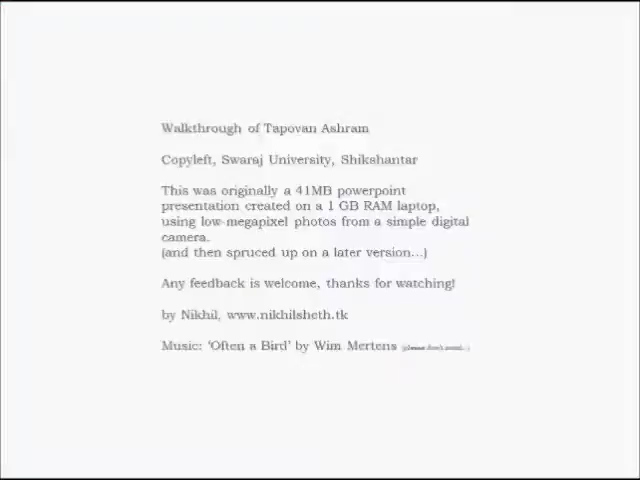 Walkthrough of Tapovan Ashram
Copyleft, Swaraj University, Shikshantar
This was originally a 41MB powerpoint
presentation created on a 1 GB RAM laptop,
using low-megapixel photos from a simple digital
camera.
(and then spruced up on a later version...)
Any feedback is welcome, thanks for watching!
by Nikhil, www.nikhilsheth.tk
Music: 'Often a Bird' by Wim Mertens (please don't